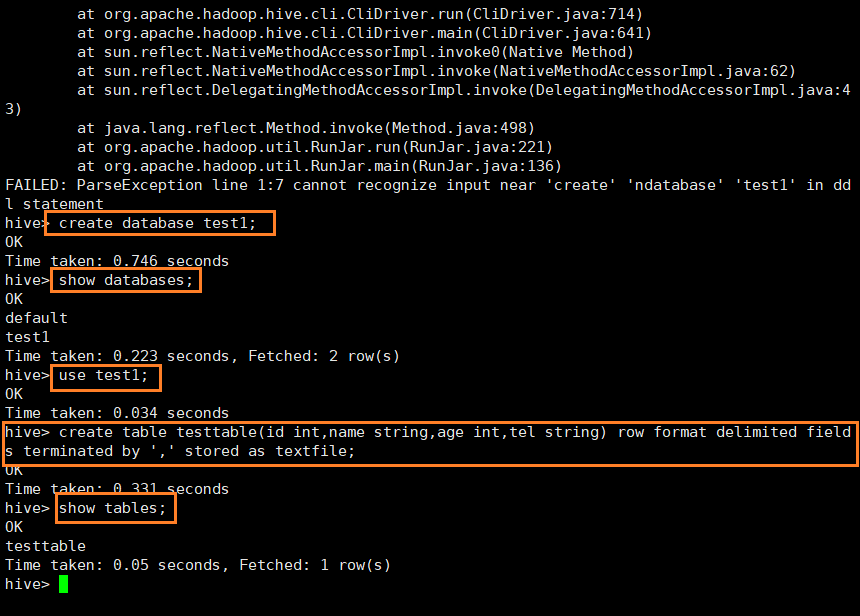 at org.apache.hadoop.hive.cli.CliDriver.run(CliDriver.java:714)
        at org.apache.hadoop.hive.cli.CliDriver.main(CliDriver.java:641)
        at sun.reflect.NativeMethodAccessorImpl.invoke0(Native Method)
        at sun.reflect.NativeMethodAccessorImpl.invoke(NativeMethodAccessorImpl.java:62)
        at sun.reflect.DelegatingMethodAccessorImpl.invoke(DelegatingMethodAccessorImpl.java:4
3)
        at java.lang.reflect.Method.invoke(Method.java:498)
        at org.apache.hadoop.util.RunJar.run(RunJar.java:221)
        at org.apache.hadoop.util.RunJar.main(RunJar.java:136)
FAILED: ParseException line 1:7 cannot recognize input near 'create' 'ndatabase' 'test1' in dd
l statement
hive> create database test1;
OK
Time taken: 0.746 seconds
hive> show databases;
OK
default
test1
Time taken: 0.223 seconds, Fetched: 2 row(s)
hive> use test1;
OK
Time taken: 0.034 seconds
hive> create table testtable(id int,name string,age int,tel string) row format delimited field
s terminated by ',' stored as textfile;
OK
Time taken: 0.331 seconds
hive> show tables;
OK
testtable
Time taken: 0.05 seconds, Fetched: 1 row(s)
hive>